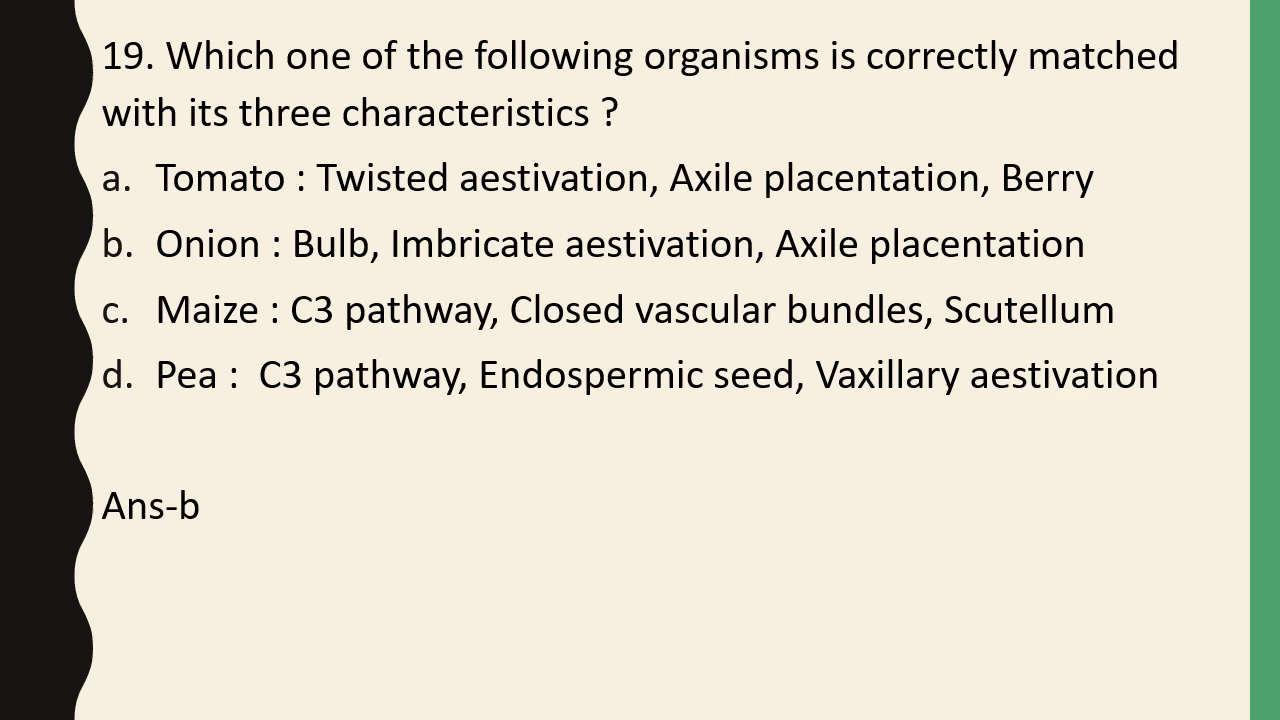 19. Which one of the following organisms is correctly matched
with its three characteristics ?
a. Tomato : Twisted aestivation, Axile placentation, Berry
b. Onion : Bulb, Imbricate aestivation, Axile placentation
c. Maize : C3 pathway, Closed vascular bundles, Scutellum
d. Pea : C3 pathway, Endospermic seed, Vaxillary aestivation
Ans-b